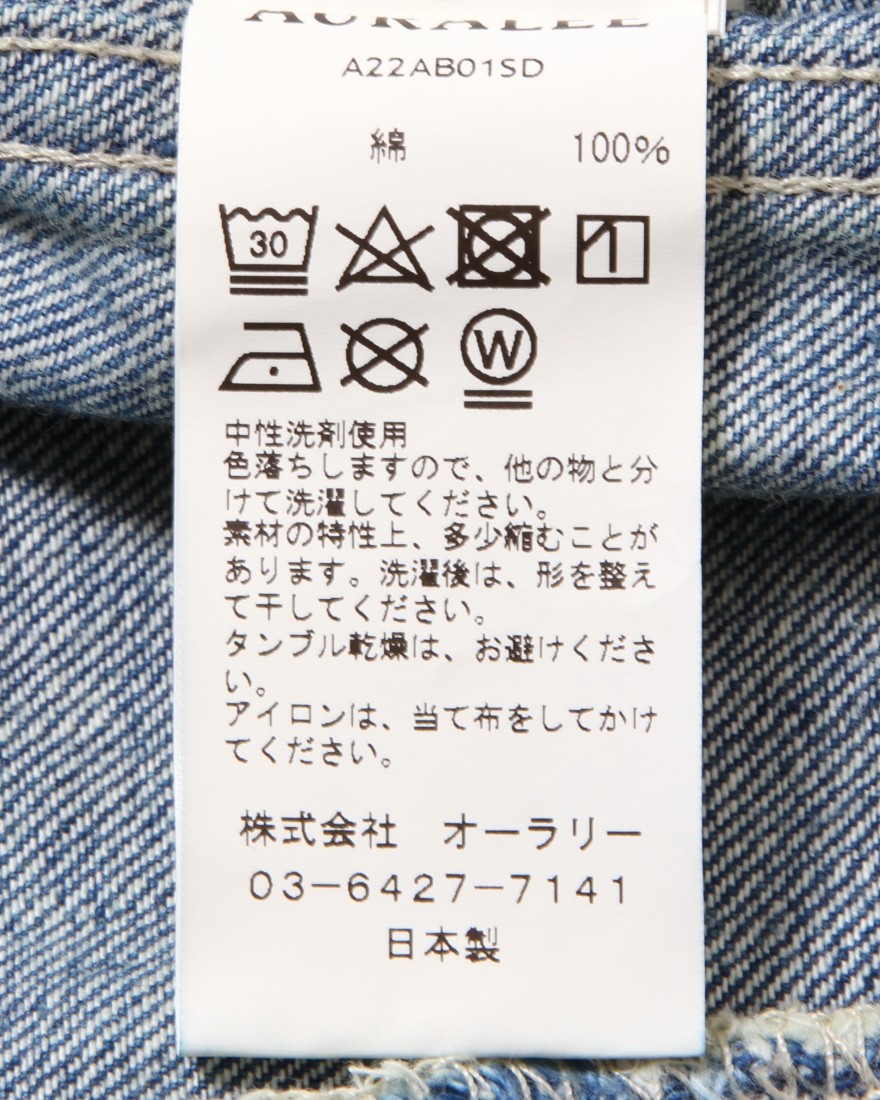 AURALEE
A22AB01SD
綿 100%
30
W
中性洗剤使用
色落ちしますので、他の物と分
けて洗濯してください。
素材の特性上、多少縮むことが
あります。洗濯後は、形を整え
て干してください。
タンブル乾燥は、お避けくださ
い。
アイロンは、当て布をしてかけ
てください。
株式会社 オーラリー
03-6427-7141
日本製